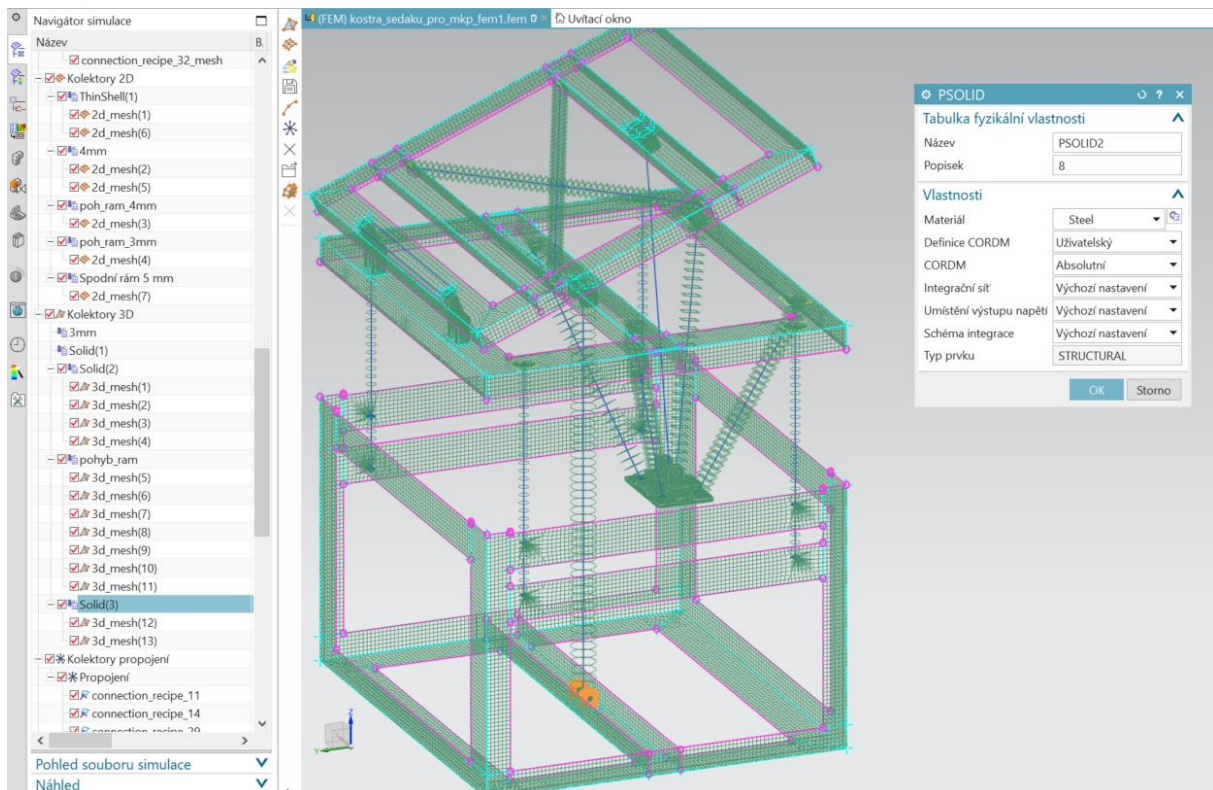 Navigátor simulace
Název
B.
connection_recipe_32_mesh
Kolektory 2D
ThinShell(1)
2d_mesh(1)
2d_mesh(6)
4mm
2d_mesh(2)
2d_mesh(5)
poh_ram_4mm
2d_mesh(3)
poh_ram_3mm
2d_mesh(4)
Spodní rám 5 mm
2d_mesh(7)
Kolektory 3D
3mm
Solid(1)
Solid(2)
3d_mesh(1)
3d_mesh(2)
3d_mesh(3)
3d_mesh(4)
pohyb_ram
3d_mesh(5)
3d_mesh(6)
3d_mesh(7)
3d_mesh(8)
3d_mesh(9)
3d_mesh(10)
3d_mesh(11)
Solid(3)
3d_mesh(12)
3d_mesh(13)
Kolektory propojení
Propojení
connection_recipe_11
connection_recipe_14
connection_recipe_29
Pohled souboru simulace
Náhled
(FEM) kostra_sedaku_pro_mkp_fem1.fem
Uvítací okno
Z
Y
PSOLID
Tabulka fyzikální vlastnosti
Název PSOLID2
Popisek 8
Vlastnosti
Materiál Steel
Definice CORDM Uživatelský
CORDM Absolutní
Integrační síť Výchozí nastavení
Umístění výstupu napětí Výchozí nastavení
Schéma integrace Výchozí nastavení
Typ prvku STRUCTURAL
OK Storno